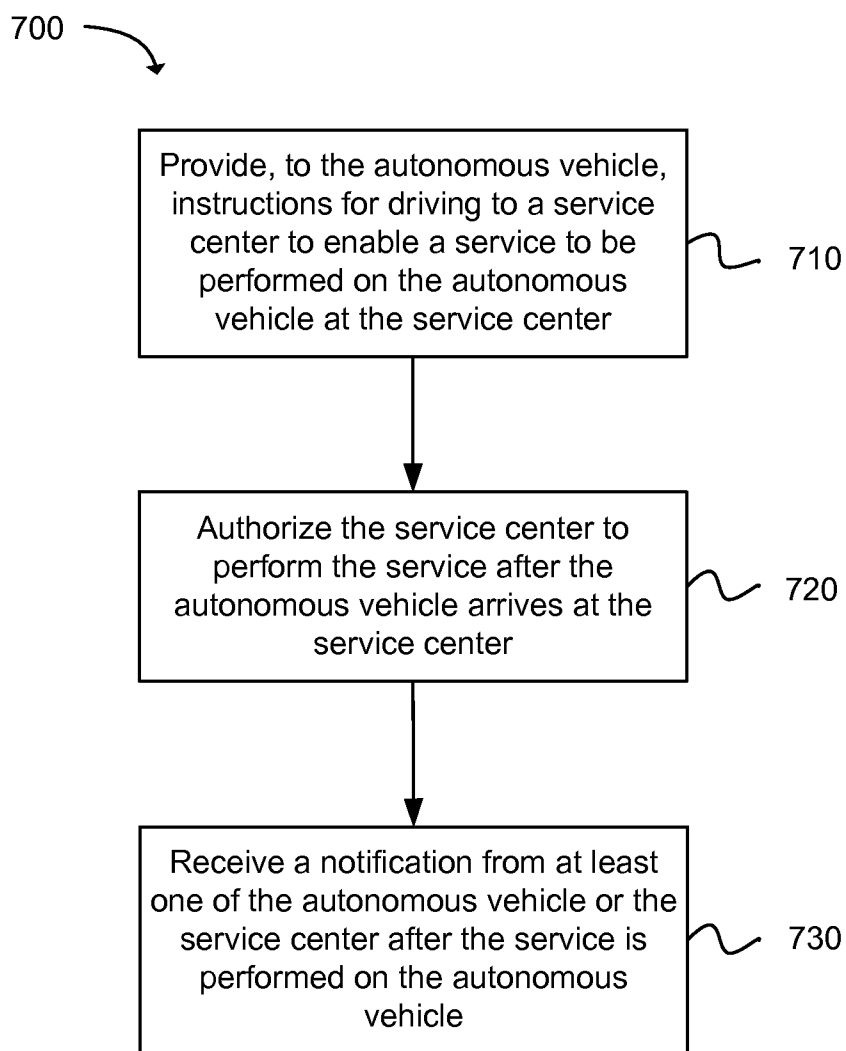 700
Provide, to the autonomous vehicle,
instructions for driving to a service
center to enable a service to be
performed on the autonomous
vehicle at the service center
710
Authorize the service center to
perform the service after the
autonomous vehicle arrives at the
service center
720
Receive a notification from at least
one of the autonomous vehicle or the
service center after the service is
performed on the autonomous
vehicle
730